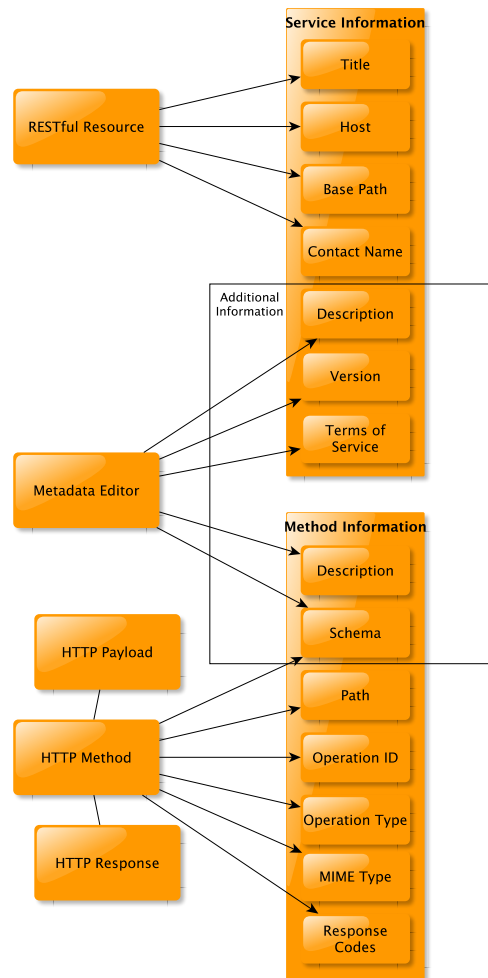 Service Information
Title
RESTful Resource
Host
Base Path
Contact Name
Additional
Information
Description
Version
Terms of
Service
Metadata Editor
Method Information
Description
Schema
HTTP Payload
Path
HTTP Method
Operation ID
Operation Type
HTTP Response
MIME Type
Response
Codes